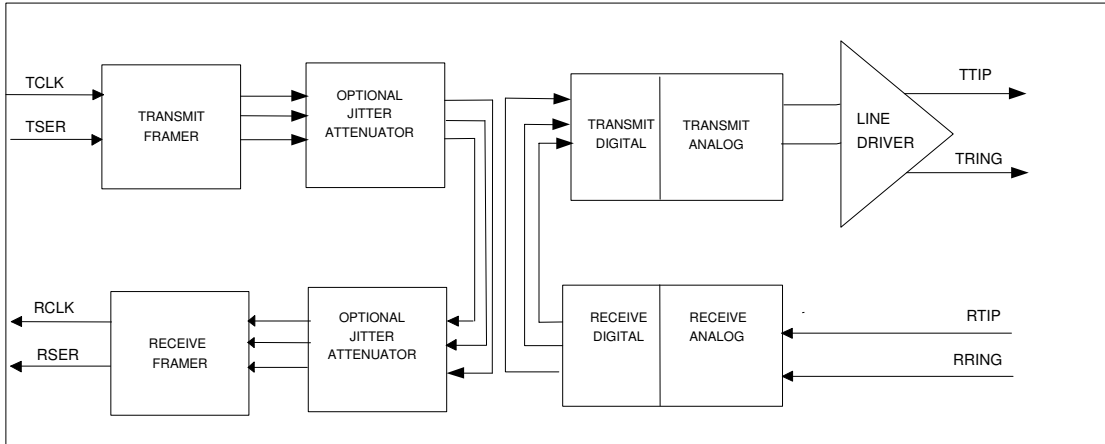 TCLK
TSER
TRANSMIT
FRAMER
OPTIONAL
JITTER
ATTENUATOR
TRANSMIT
DIGITAL
TRANSMIT
ANALOG
LINE
DRIVER
TTIP
TRING
RCLK
RSER
RECEIVE
FRAMER
OPTIONAL
JITTER
ATTENUATOR
RECEIVE
DIGITAL
RECEIVE
ANALOG
RTIP
RRING